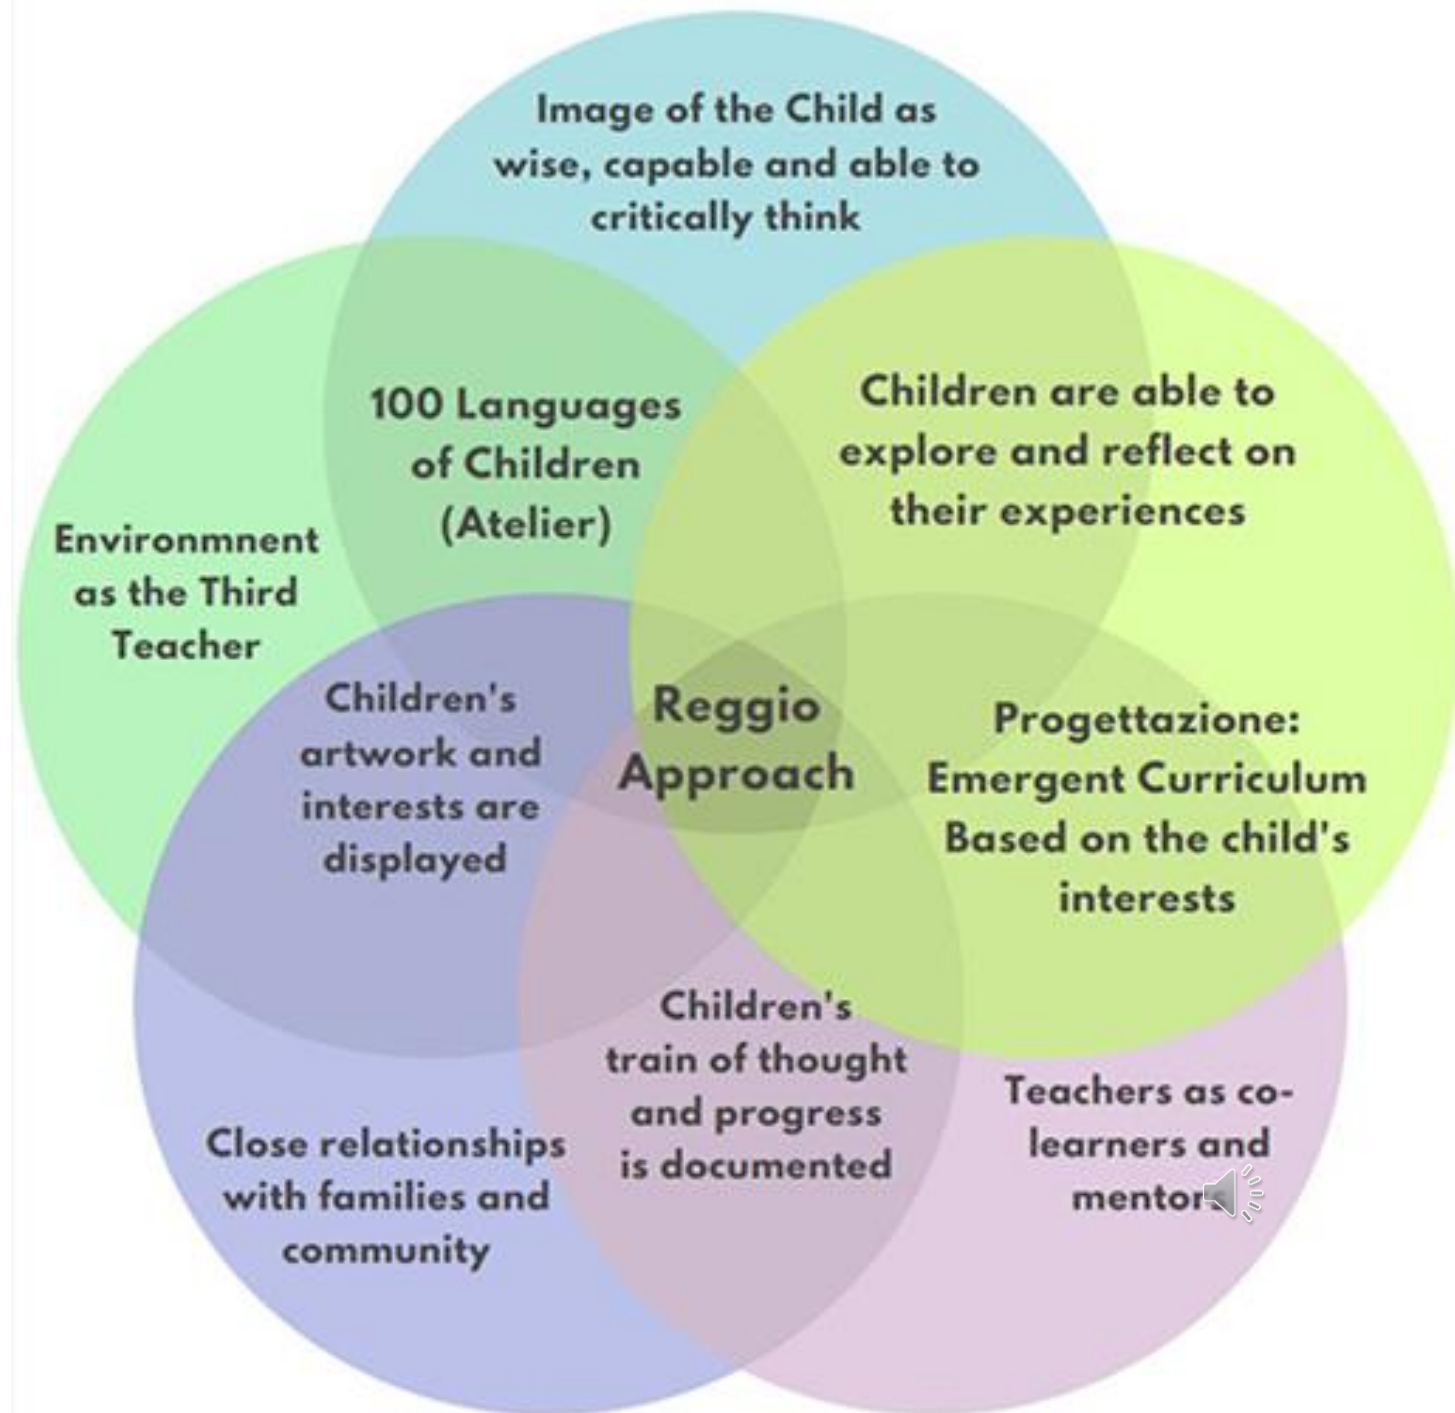 Image of the Child as
wise, capable and able to
critically think
100 Languages
of Children
(Atelier)
Children are able to
explore and reflect on
their experiences
Environmnent
as the Third
Teacher
Children's
artwork and
interests are
displayed
Reggio
Approach
Progettazione:
Emergent Curriculum
Based on the child's
interests
Children's
train of thought
and progress
is documented
Close relationships
with families and
community
Teachers as co-
learners and
mentors